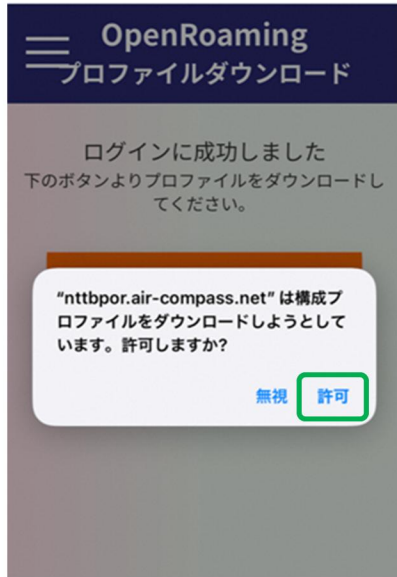 OpenRoaming
プロファイルダウンロード
ログインに成功しました
下のボタンよりプロファイルをダウンロードし
てください。
"nttbpor.air-compass.net" は構成プ
ロファイルをダウンロードしようとして
います。許可しますか?
無視 許可